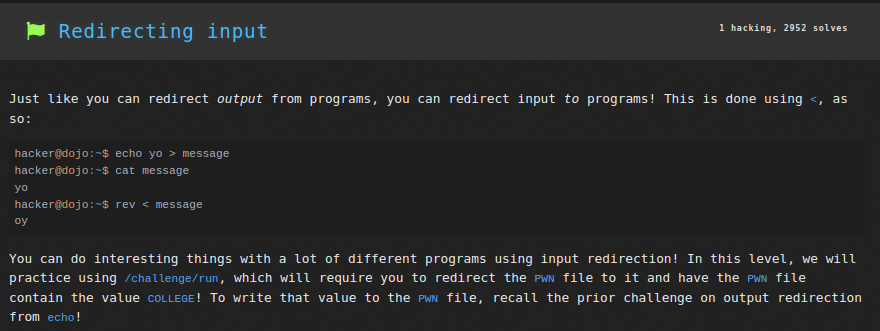 Redirecting input
1 hacking, 2952 solves
Just like you can redirect output from programs, you can redirect input to programs! This is done using <, as
so:
hacker@dojo:~$ echo yo > message
hacker@dojo:~$ cat message
yo
hacker@dojo:~$ rev < message
oy
You can do interesting things with a lot of different programs using input redirection! In this level, we will
practice using /challenge/run, which will require you to redirect the PWN file to it and have the PWN file
contain the value COLLEGE! To write that value to the PWN file, recall the prior challenge on output redirection
from echo!